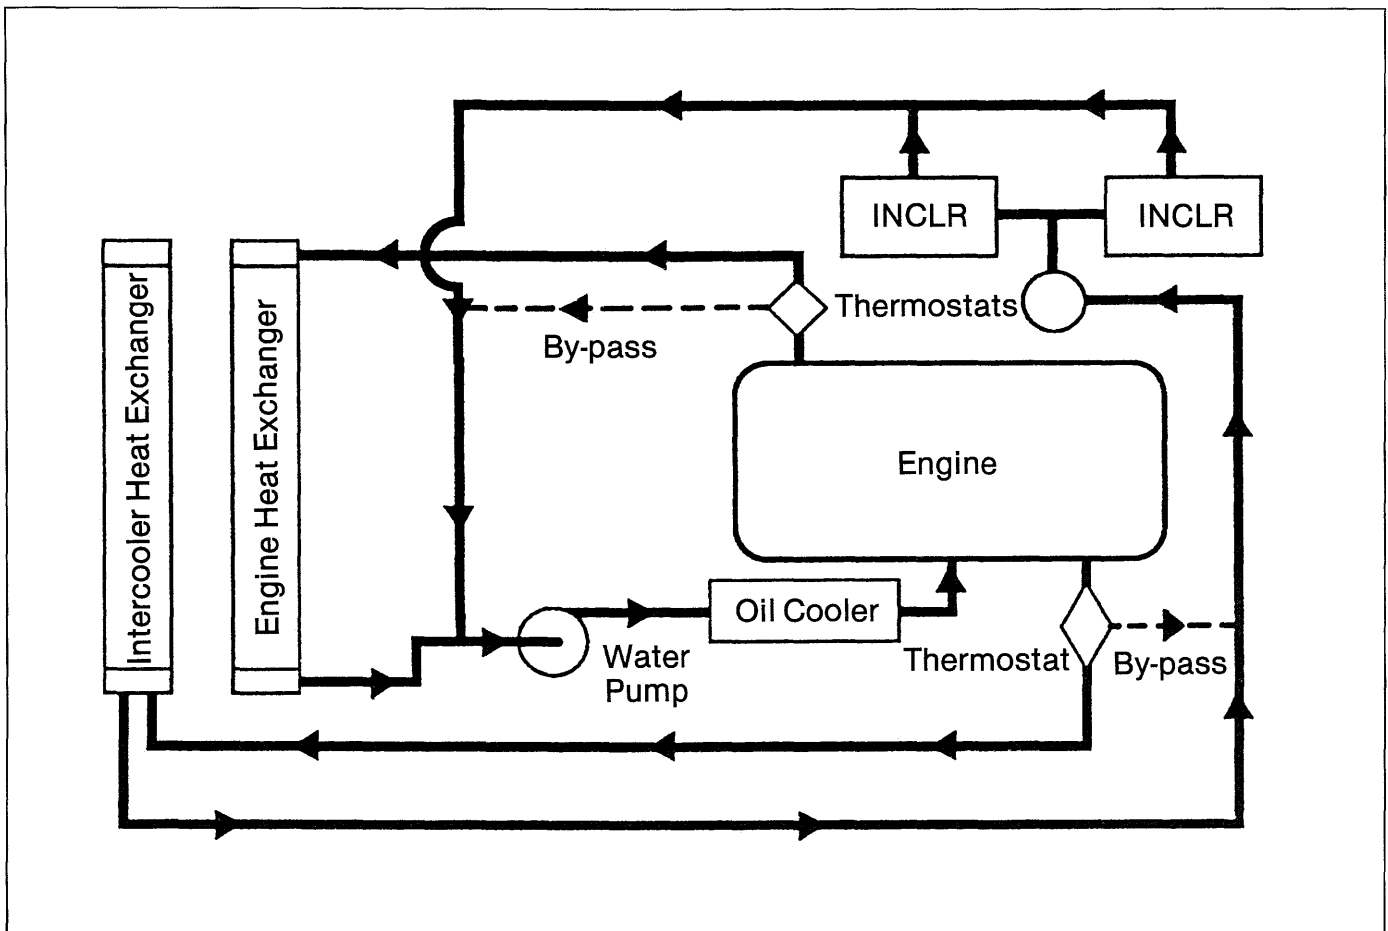 INCLR
INCLR
Intercooler Heat Exchanger
Engine Heat Exchanger
Thermostats
By-pass
Engine
Oil Cooler
Water
Pump
Thermostat
By-pass